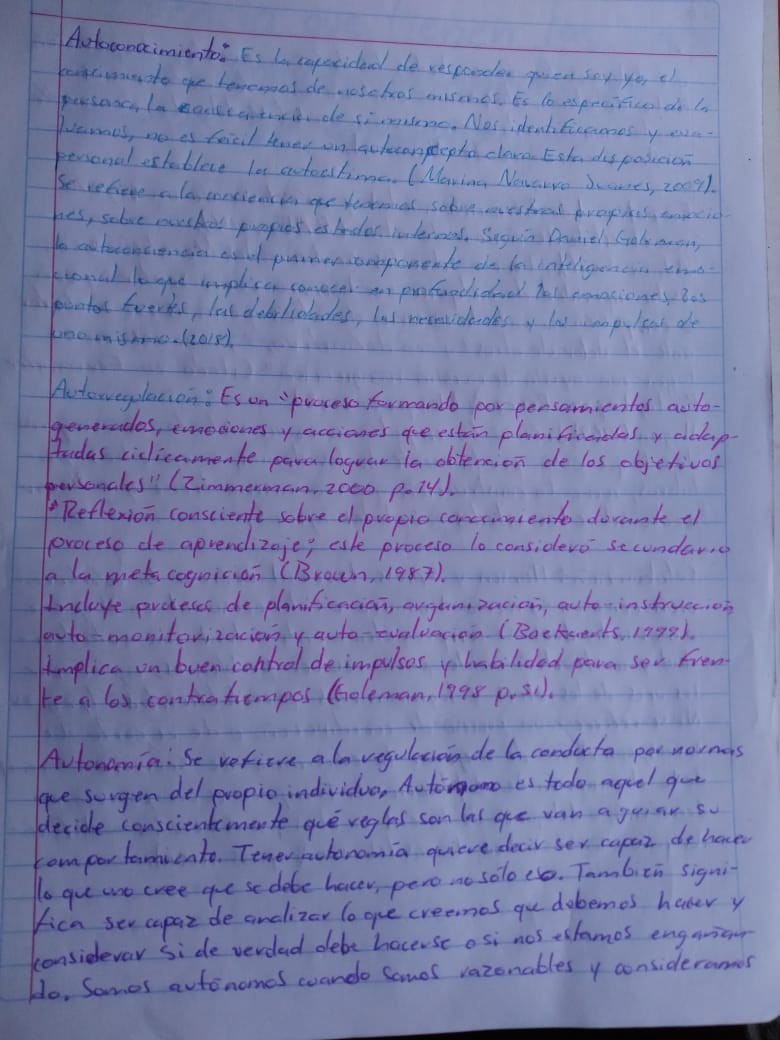 Autoconocimiento: Es la capacidad de responder quien soy yo, el
conocimiento que tenemos de nosotros mismos. Es lo específico de la
persona, la de si mismo. Nos identificamos y eva-
luamos, no es fácil tener un autoconcepto claro. Esta disposición
personal establece la autoestima. (Marina Navarro Suanes, 2009).
Se refiere a la conciencia que tenemos sobre nuestras propias emocio-
nes, sobre nuestros propios estados internos. Según Daniel Goleman,
la autoconciencia es el primer componente de la inteligencia emo-
cional lo que implica conocer en profundidad las emociones, los
puntos fuertes, las debilidades, las necesidades y los impulsos de
uno mismo. (2018).
Autorregulación: Es un "proceso formando por pensamientos auto-
generados, emociones y acciones que están planificadas y adap-
tadas ciclicamente para lograr la obtención de los objetivos
personales" (Zimmerman, 2000 p.14).
"Reflexión consciente sobre el propio conocimiento durante el
proceso de aprendizaje; este proceso lo consideró secundario
a la meta cognición (Brown, 1987).
Incluye procesos de planificación, organización, auto-instrucción
auto-monitorización y auto-evaluación (Boekaerts, 1999).
Implica un buen control de impulsos y habilidad para ser fren-
te a los contratiempos (Goleman, 1998 p.
Autonomía: Se refiere a la regulación de la conducta por normas
que surgen del propio individuo, Autónomo es todo aquel que
decide conscientemente qué reglas son las que van a guiar su
comportamiento. Tener autonomía quiere decir ser capaz de hacer
lo que uno cree que se debe hacer, pero no sólo eso. También signi-
fica ser capaz de analizar lo que creemos que debemos hacer y
considerar si de verdad debe hacerse o si nos estamos engañan-
do. Somos autónomos cuando somos razonables y consideramos